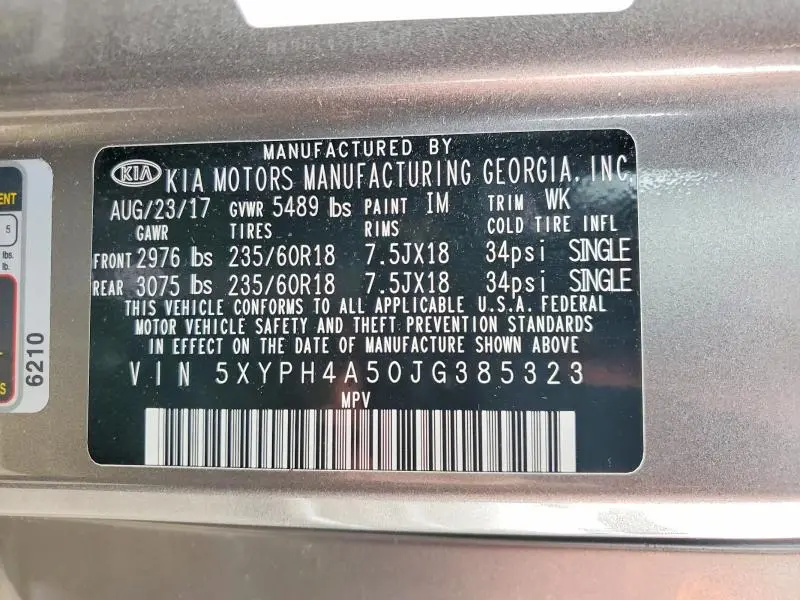 MANUFACTURED BY
KIA KIA MOTORS MANUFACTURING GEORGIA, INC.
AUG/23/17 GVWR 5489 lbs PAINT IM TRIM WK
GAWR TIRES RIMS COLD TIRE INFL
FRONT 2976 lbs 235/60R18 7.5JX18 34psi SINGLE
REAR 3075 lbs 235/60R18 7.5JX18 34psi SINGLE
THIS VEHICLE CONFORMS TO ALL APPLICABLE U.S.A. FEDERAL
MOTOR VEHICLE SAFETY AND THEFT PREVENTION STANDARDS
IN EFFECT ON THE DATE OF MANUFACTURE SHOWN ABOVE
VIN 5XYPH4A50JG385323
MPV
5
lbs.
lb.
6210